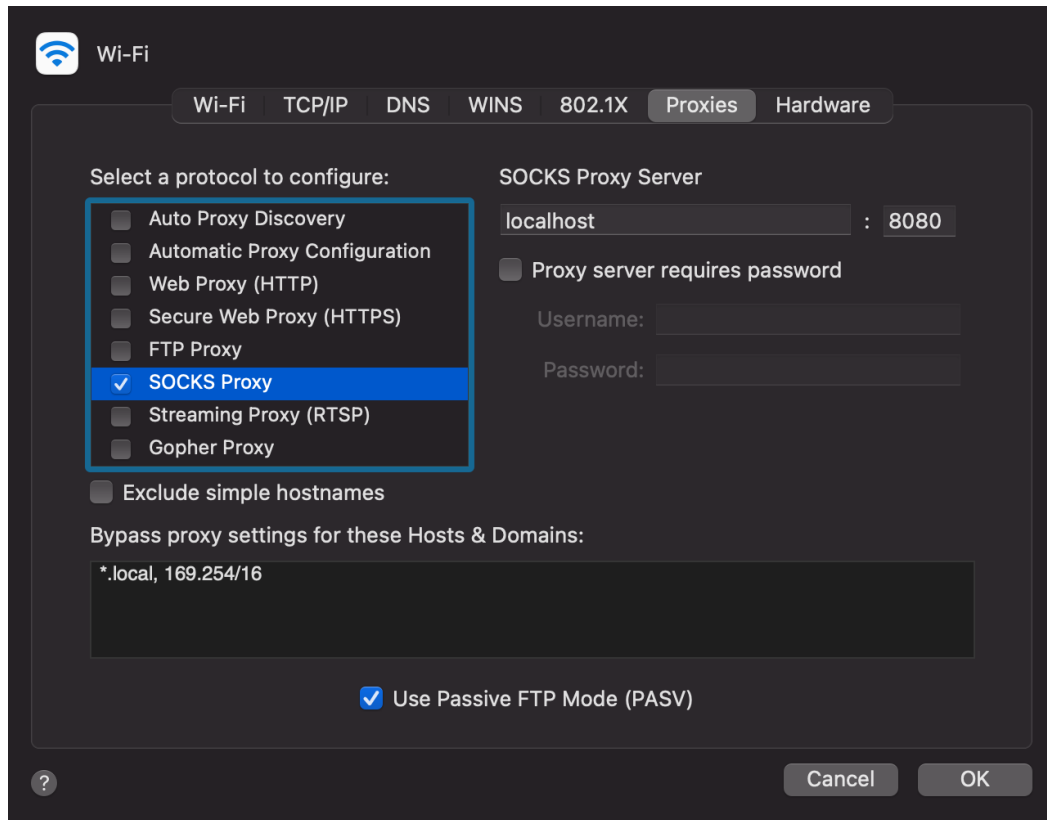 Wi-Fi
Wi-Fi TCP/IP DNS WINS 802.1X Proxies Hardware
Select a protocol to configure:
Auto Proxy Discovery
Automatic Proxy Configuration
Web Proxy (HTTP)
Secure Web Proxy (HTTPS)
FTP Proxy
SOCKS Proxy
Streaming Proxy (RTSP)
Gopher Proxy
SOCKS Proxy Server
localhost : 8080
Proxy server requires password
Username:
Password:
Exclude simple hostnames
Bypass proxy settings for these Hosts & Domains:
*.local, 169.254/16
Use Passive FTP Mode (PASV)
? Cancel OK